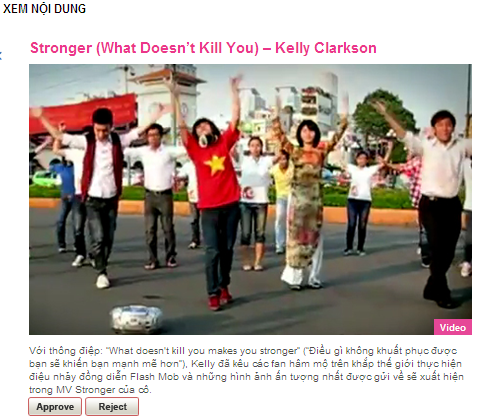 XEM NỘI DUNG
Stronger (What Doesn't Kill You) – Kelly Clarkson
Video
Với thông điệp: "What doesn't kill you makes you stronger" ("Điều gì không khuất phục được
bạn sẽ khiến bạn mạnh mẽ hơn"), Kelly đã kêu các fan hâm mộ trên khắp thế giới thực hiện
điệu nhảy đồng diễn Flash Mob và những hình ảnh ấn tượng nhất được gửi về sẽ xuất hiện
trong MV Stronger của cô.
Approve Reject